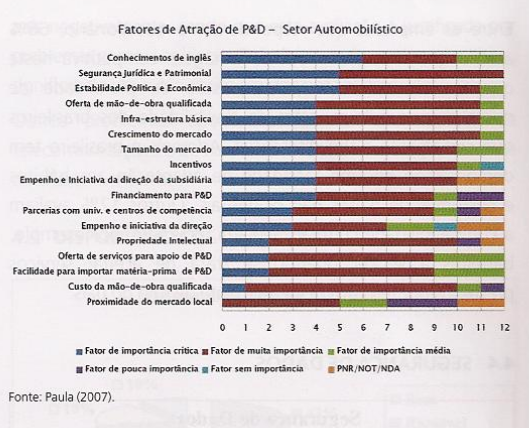 Fatores de Atração de P&D – Setor Automobilístico
Conhecimentos de inglês
Segurança Jurídica e Patrimonial
Estabilidade Política e Econômica
Oferta de mão-de-obra qualificada
Infra-estrutura básica
Crescimento do mercado
Tamanho do mercado
Incentivos
Empenho e Iniciativa da direção da subsidiária
Financiamento para P&D
Parcerias com univ. e centros de competência
Empenho e iniciativa da direção
Propriedade Intelectual
Oferta de serviços para apoio de P&D
Facilidade para importar matéria-prima de P&D
Custo da mão-de-obra qualificada
Proximidade do mercado local
0 1 2 3 4 5 6 7 8 9 10 11 12
Fator de importância crítica Fator de muita importância Fator de importância média
Fator de pouca importância Fator sem importância PNR/NOT/NDA
Fonte: Paula (2007).